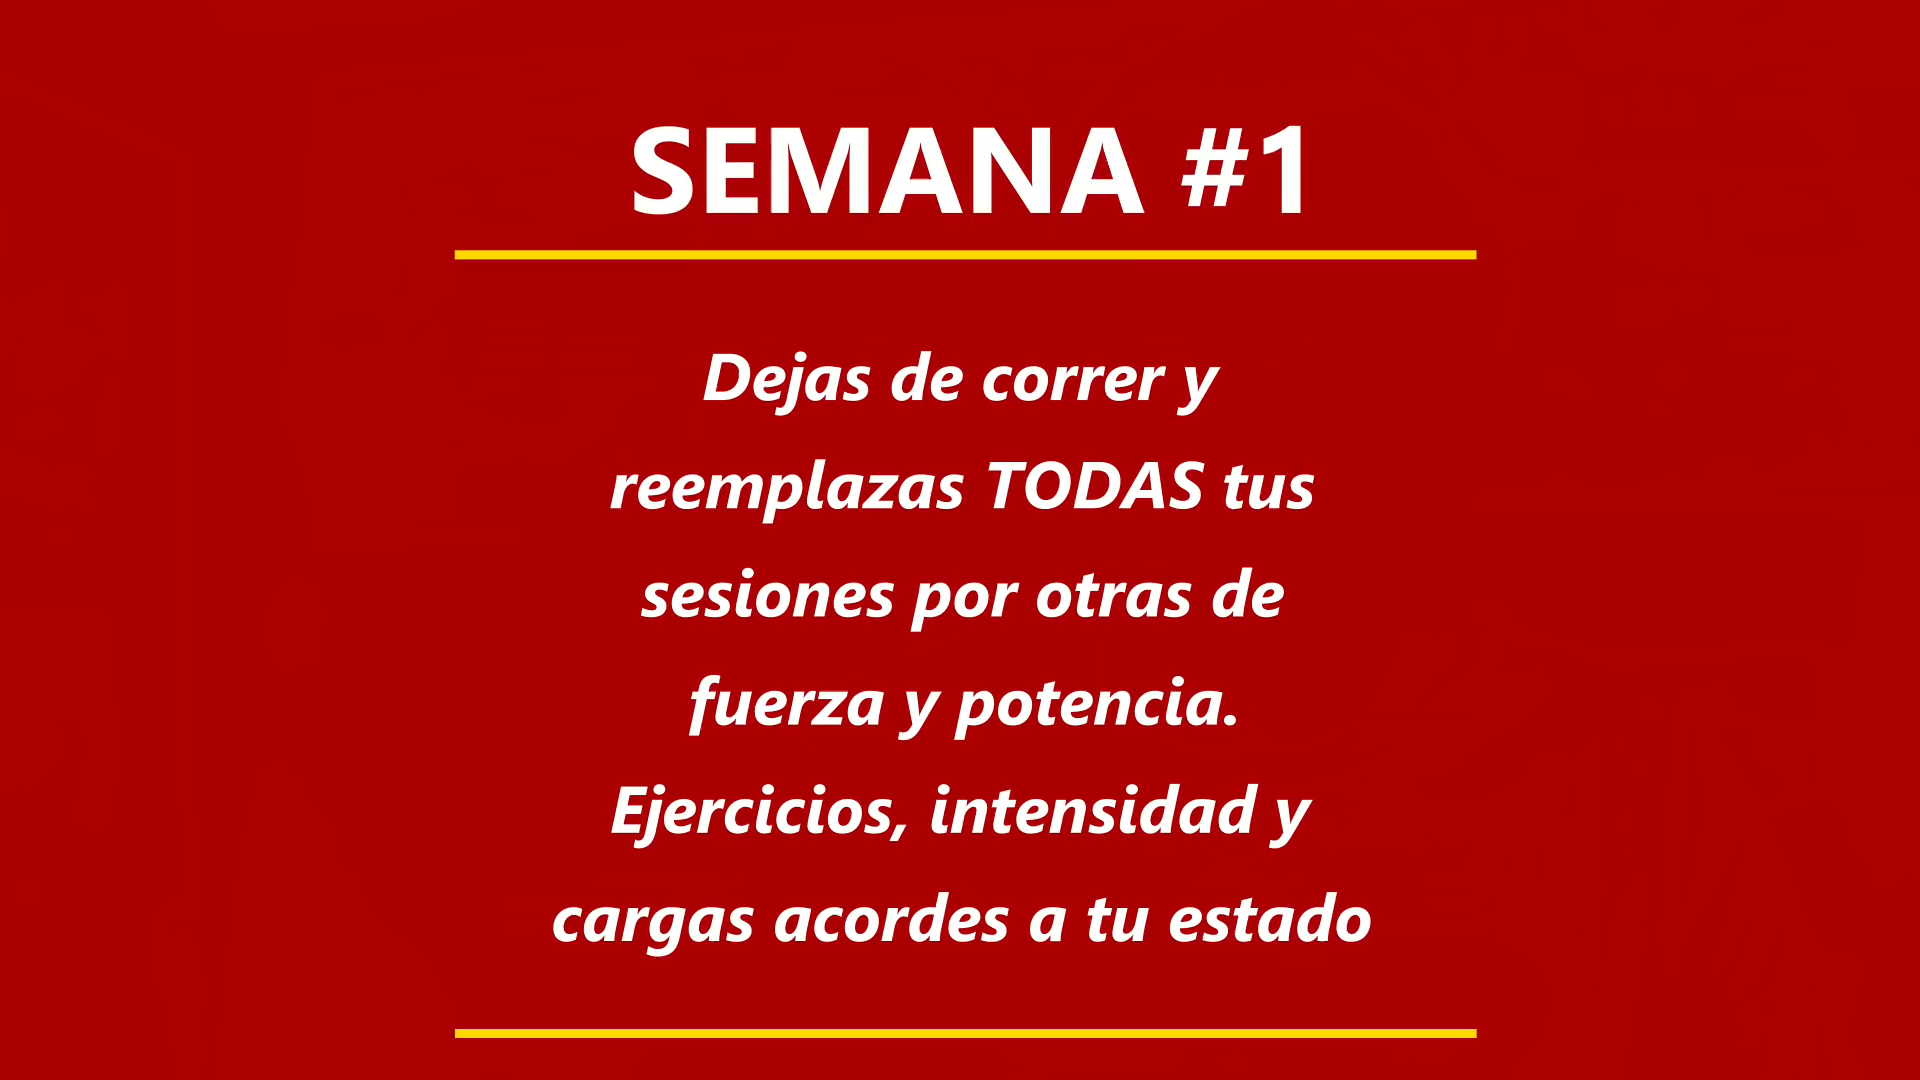 SEMANA #1
Dejas de correr y
reemplazas TODAS tus
sesiones por otras de
fuerza y potencia.
Ejercicios, intensidad y
cargas acordes a tu estado